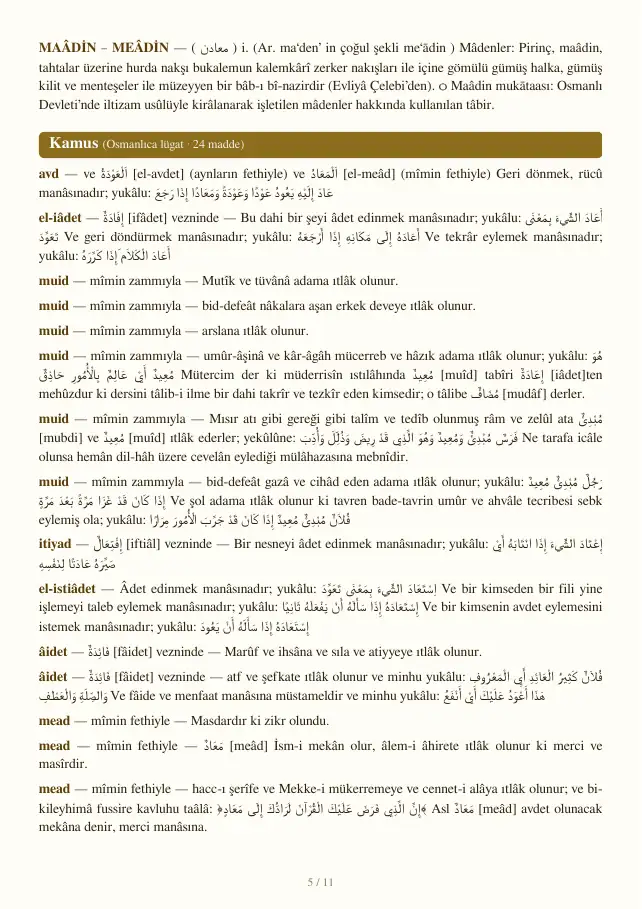 MAÂDİN – MEÂDİN — ( معادن ) i. (Ar. ma‘den’ in çoğul şekli me‘ādin ) Mâdenler: Pirinç, maâdin,
tahtalar üzerine hurda nakşı bukalemun kalemkârî zerker nakışları ile içine gömülü gümüş halka, gümüş
kilit ve menteşeler ile müzeyyen bir bâb-ı bî-nazirdir (Evliyâ Çelebi’den). ѻ Maâdin mukātaası: Osmanlı
Devleti’nde iltizam usûlüyle kirâlanarak işletilen mâdenler hakkında kullanılan tâbir.
Kamus (Osmanlıca lügat · 24 madde)
avd — ve اَلْعَوْدَةُ [el-avdet] (aynların fethiyle) ve اَلْمَعَادُ [el-meâd] (mîmin fethiyle) Geri dönmek, rücû
manâsınadır; yukâlu: عَادَ إِلَيْهِ يَعُودُ عَوْدًا وَعَوْدَةً وَمَعَادًا إِذَا رَجَعَ
el-iâdet — إِفَادَةٌ [ifâdet] vezninde — Bu dahi bir şeyi âdet edinmek manâsınadır; yukâlu: أَعَادَ الشَّيْءَ بِمَعْنَى
تَعَوَّدَ Ve geri döndürmek manâsınadır; yukâlu: أَعَادَهُ إِلَى مَكَانِهِ إِذَا أَرْجَعَهُ Ve tekrâr eylemek manâsınadır;
yukâlu: أَعَادَ الْكَلَامَ إِذَا كَرَّرَهُ
muid — mîmin zammıyla — Mutîk ve tüvânâ adama ıtlâk olunur.
muid — mîmin zammıyla — bid-defeât nâkalara aşan erkek deveye ıtlâk olunur.
muid — mîmin zammıyla — arslana ıtlâk olunur.
muid — mîmin zammıyla — umûr-âşinâ ve kâr-âgâh mücerreb ve hâzık adama ıtlâk olunur; yukâlu: هُوَ
مُعِيدٌ أَيْ عَالِمٌ بِالْأُمُورِ حَاذِقٌ Mütercim der ki müderrisîn ıstılâhında مُعِيدٌ [muîd] tabîri إِعَادَةٌ [iâdet]ten
mehûzdur ki dersini tâlib-i ilme bir dahi takrîr ve tezkîr eden kimsedir; o tâlibe مُضَافٌ [mudâf] derler.
muid — mîmin zammıyla — Mısır atı gibi gereği gibi talîm ve tedîb olunmuş râm ve zelûl ata مُبْدِئٌ
[mubdi] ve مُعِيدٌ [muîd] ıtlâk ederler; yekûlûne: فَرَسٌ مُبْدِئٌ وَمُعِيدٌ وَهُوَ الَّذِي قَدْ رِيضَ وَذُلِّلَ وَأُدِّبَ Ne tarafa icâle
olunsa hemân dil-hâh üzere cevelân eylediği mülâhazasına mebnîdir.
muid — mîmin zammıyla — bid-defeât gazâ ve cihâd eden adama ıtlâk olunur; yukâlu: رَجُلٌ مُبْدِئٌ مُعِيدٌ
إِذَا كَانَ قَدْ غَزَا مَرَّةً بَعْدَ مَرَّةٍ Ve şol adama ıtlâk olunur ki tavren bade-tavrin umûr ve ahvâle tecribesi sebk
eylemiş ola; yukâlu: فُلَانٌ مُبْدِئٌ مُعِيدٌ إِذَا كَانَ قَدْ جَرَّبَ الْأُمُورَ مِرَارًا
itiyad — إِفْتِعَالٌ [iftiâl] vezninde — Bir nesneyi âdet edinmek manâsınadır; yukâlu: إِعْتَادَ الشَّيْءَ إِذَا انْتَابَهُ أَيْ
صَيَّرَهُ عَادَتًا لِنَفْسِهِ
el-istiâdet — Âdet edinmek manâsınadır; yukâlu: إِسْتَعَادَ الشَّيْءَ بِمَعْنَى تَعَوَّدَ Ve bir kimseden bir fili yine
işlemeyi taleb eylemek manâsınadır; yukâlu: إِسْتَعَادَهُ إِذَا سَأَلَهُ أَنْ يَفْعَلَهُ ثَانِيًا Ve bir kimsenin avdet eylemesini
istemek manâsınadır; yukâlu: إِسْتَعَادَهُ إِذَا سَأَلَهُ أَنْ يَعُودَ
âidet — فَائِدَةٌ [fâidet] vezninde — Marûf ve ihsâna ve sıla ve atiyyeye ıtlâk olunur.
âidet — فَائِدَةٌ [fâidet] vezninde — atf ve şefkate ıtlâk olunur ve minhu yukâlu: فُلَانٌ كَثِيرُ الْعَائِدِ أَيِ الْمَعْرُوفِ
وَالصِّلَةِ وَالْعَطْفِ Ve fâide ve menfaat manâsına müstameldir ve minhu yukâlu: هَذَا أَعْوَدُ عَلَيْكَ أَيْ أَنْفَعُ
mead — mîmin fethiyle — Masdardır ki zikr olundu.
mead — mîmin fethiyle — مَعَادٌ [meâd] İsm-i mekân olur, âlem-i âhirete ıtlâk olunur ki merci ve
masîrdir.
mead — mîmin fethiyle — hacc-ı şerîfe ve Mekke-i mükerremeye ve cennet-i alâya ıtlâk olunur; ve bi-
kileyhimâ fussire kavluhu taâlâ: ﴿إِنَّ الَّذِي فَرَضَ عَلَيْكَ الْقُرْآنَ لَرَادُّكَ إِلَى مَعَادٍ﴾ Asl مَعَادٌ [meâd] avdet olunacak
mekâna denir, merci manâsına.
5 / 11